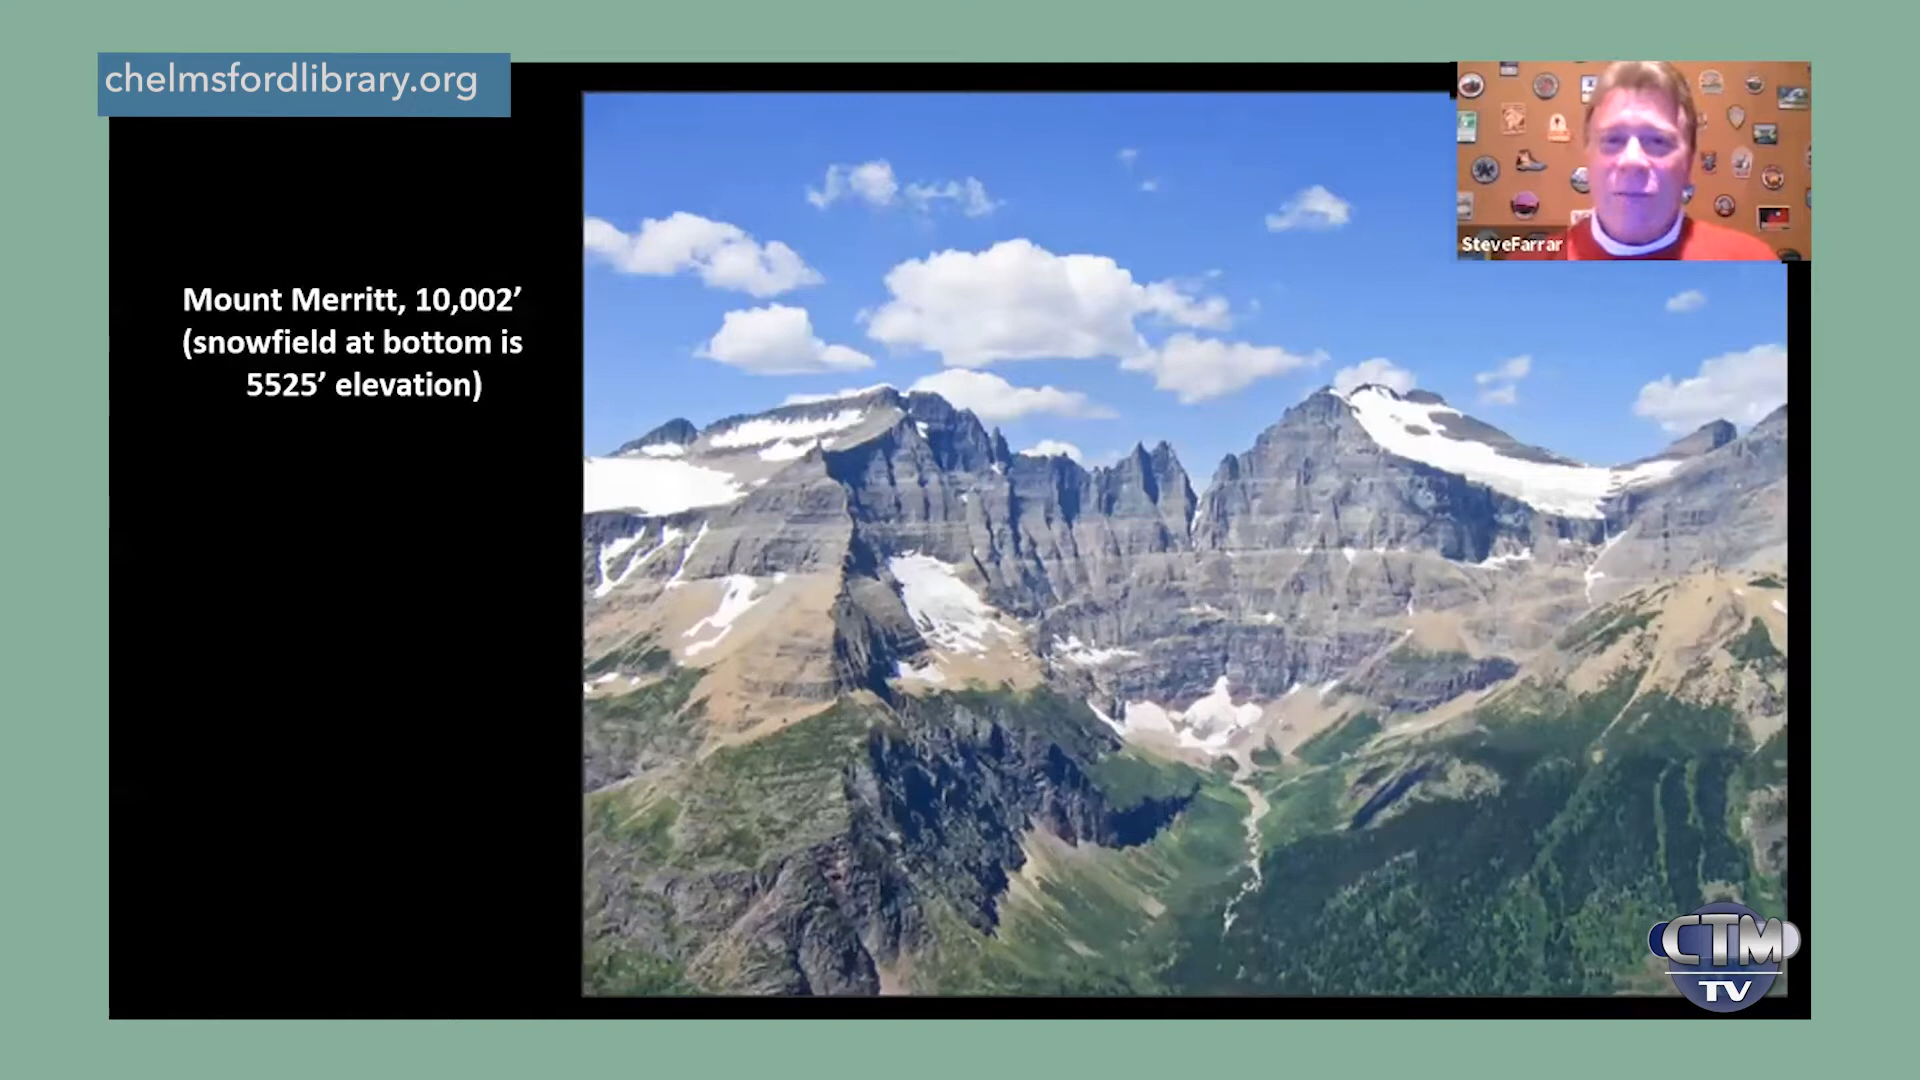 chelmsfordlibrary.org
SteveFarrar
Mount Merritt, 10,002’
(snowfield at bottom is
5525’ elevation)
CTM
TV